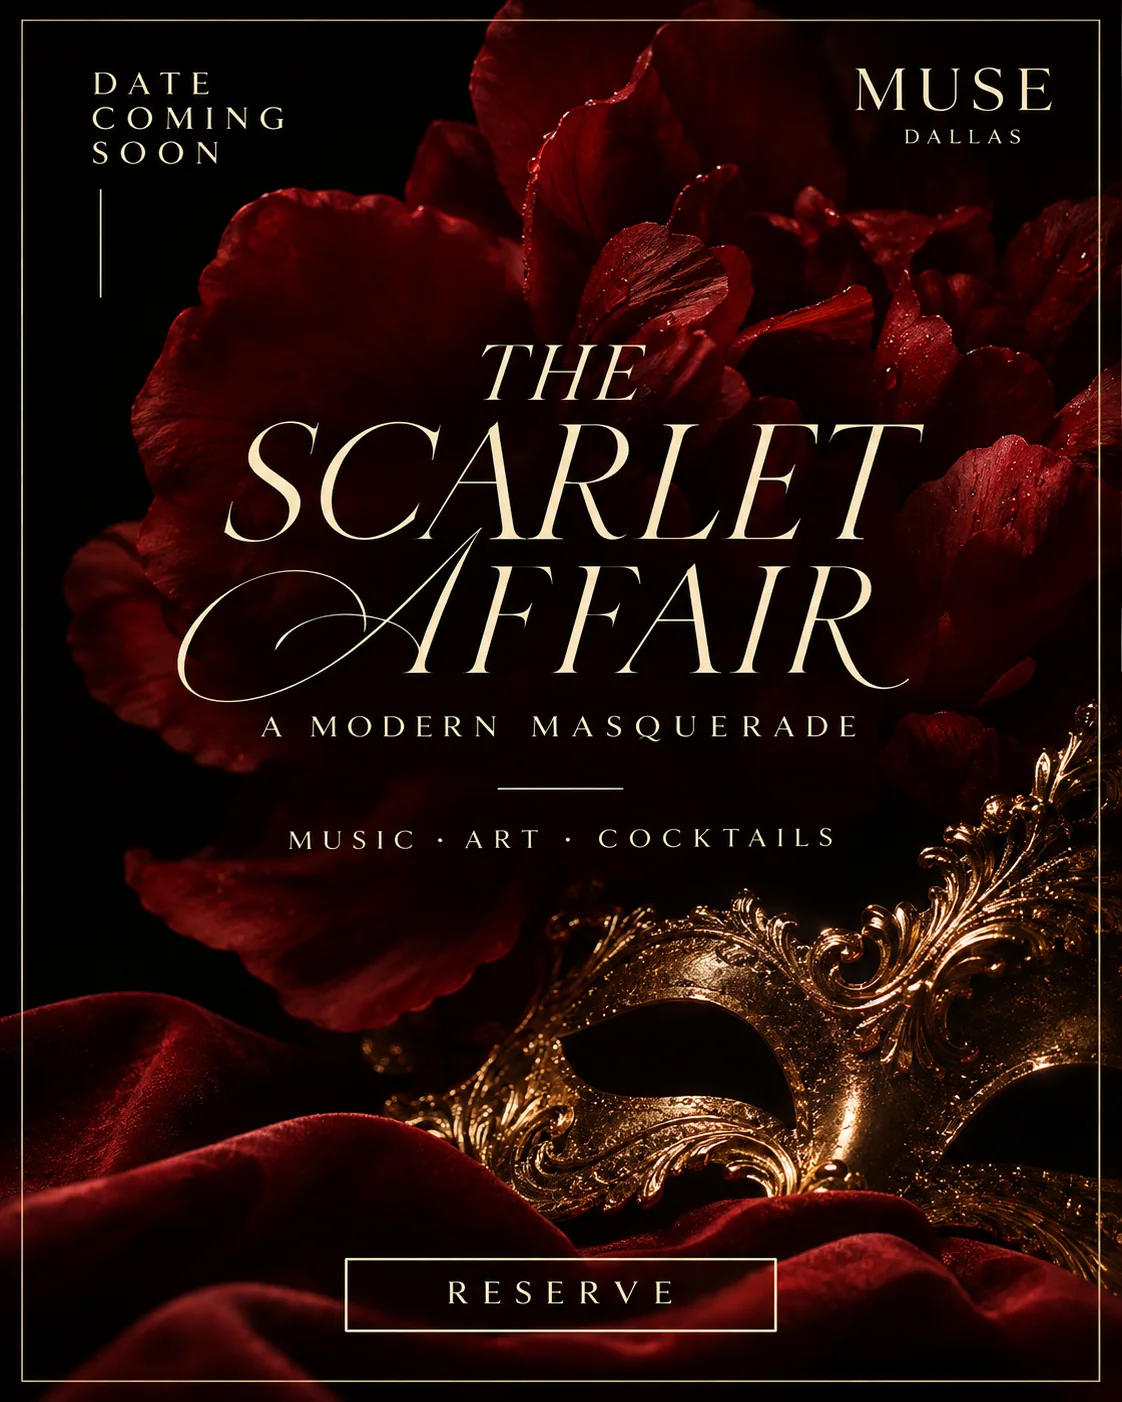 DATE
COMING
SOON
MUSE
DALLAS
THE
SCARLET
AFFAIR
A MODERN MASQUERADE
MUSIC · ART · COCKTAILS
RESERVE